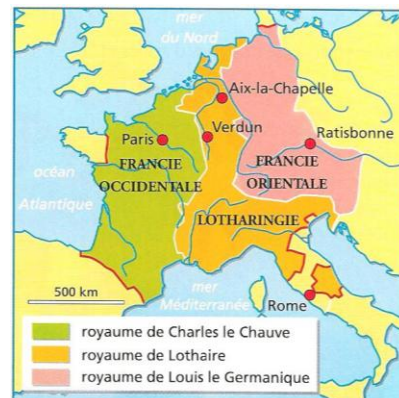 mer
du Nord
Aix-la-Chapelle
Paris
Verdun
Ratisbonne
FRANCIE
OCCIDENTALE
FRANCIE
ORIENTALE
océan
Atlantique
LOTHARINGIE
500 km
mer
Méditerranée
Rome
royaume de Charles le Chauve
royaume de Lothaire
royaume de Louis le Germanique